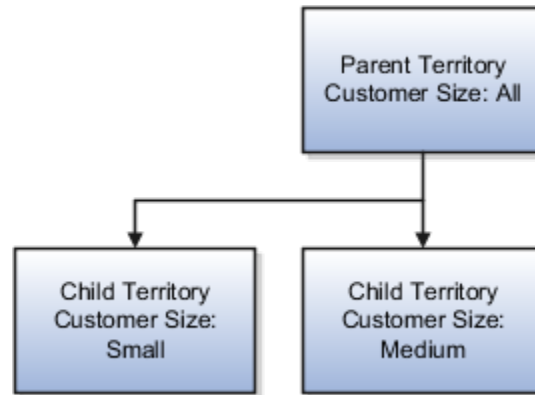 Parent Territory
Customer Size: All
Child Territory
Customer Size:
Small
Child Territory
Customer Size:
Medium